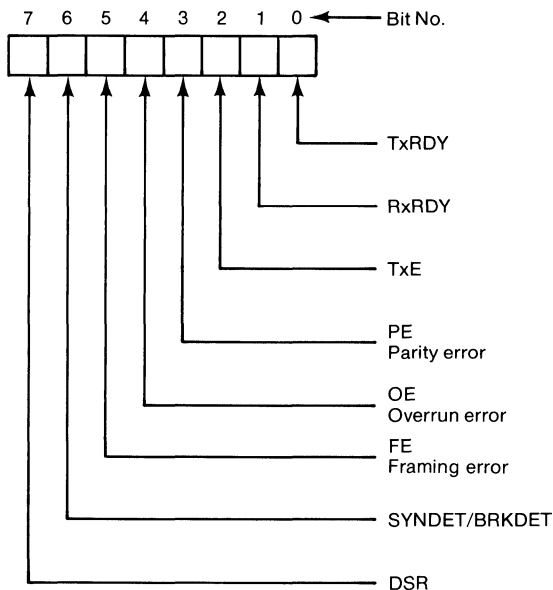 7 6 5 4 3 2 1 0 Bit No.
TxRDY
RxRDY
TxE
PE
Parity error
OE
Overrun error
FE
Framing error
SYNDET/BRKDET
DSR